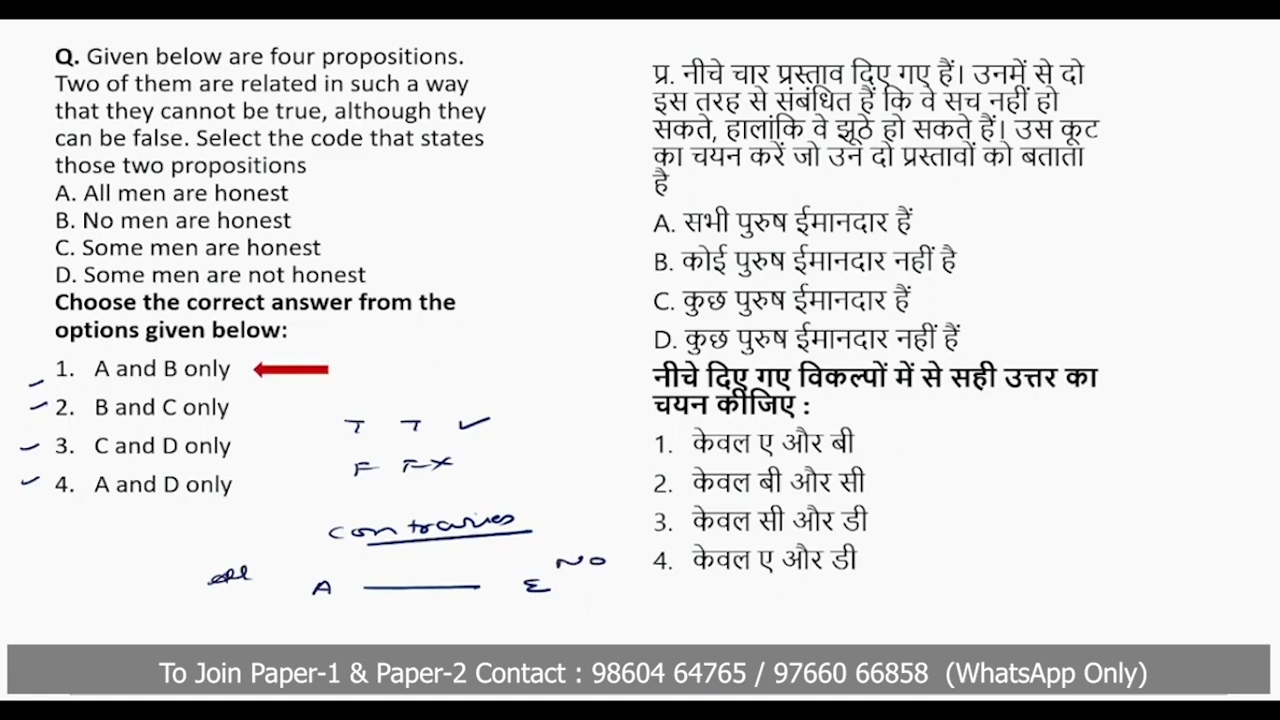 Q. Given below are four propositions.
Two of them are related in such a way
that they cannot be true, although they
can be false. Select the code that states
those two propositions
A. All men are honest
B. No men are honest
C. Some men are honest
D. Some men are not honest
Choose the correct answer from the
options given below:
1. A and B only
2. B and C only
3. C and D only
4. A and D only
T T ✓
F F ×
contraries
all A E NO
प्र. नीचे चार प्रस्ताव दिए गए हैं। उनमें से दो
इस तरह से संबंधित हैं कि वे सच नहीं हो
सकते, हालांकि वे झूठे हो सकते हैं। उस कूट
का चयन करें जो उन दो प्रस्तावों को बताता
है
A. सभी पुरुष ईमानदार हैं
B. कोई पुरुष ईमानदार नहीं है
C. कुछ पुरुष ईमानदार हैं
D. कुछ पुरुष ईमानदार नहीं हैं
नीचे दिए गए विकल्पों में से सही उत्तर का
चयन कीजिए :
1. केवल ए और बी
2. केवल बी और सी
3. केवल सी और डी
4. केवल ए और डी
To Join Paper-1 & Paper-2 Contact : 98604 64765 / 97660 66858 (WhatsApp Only)